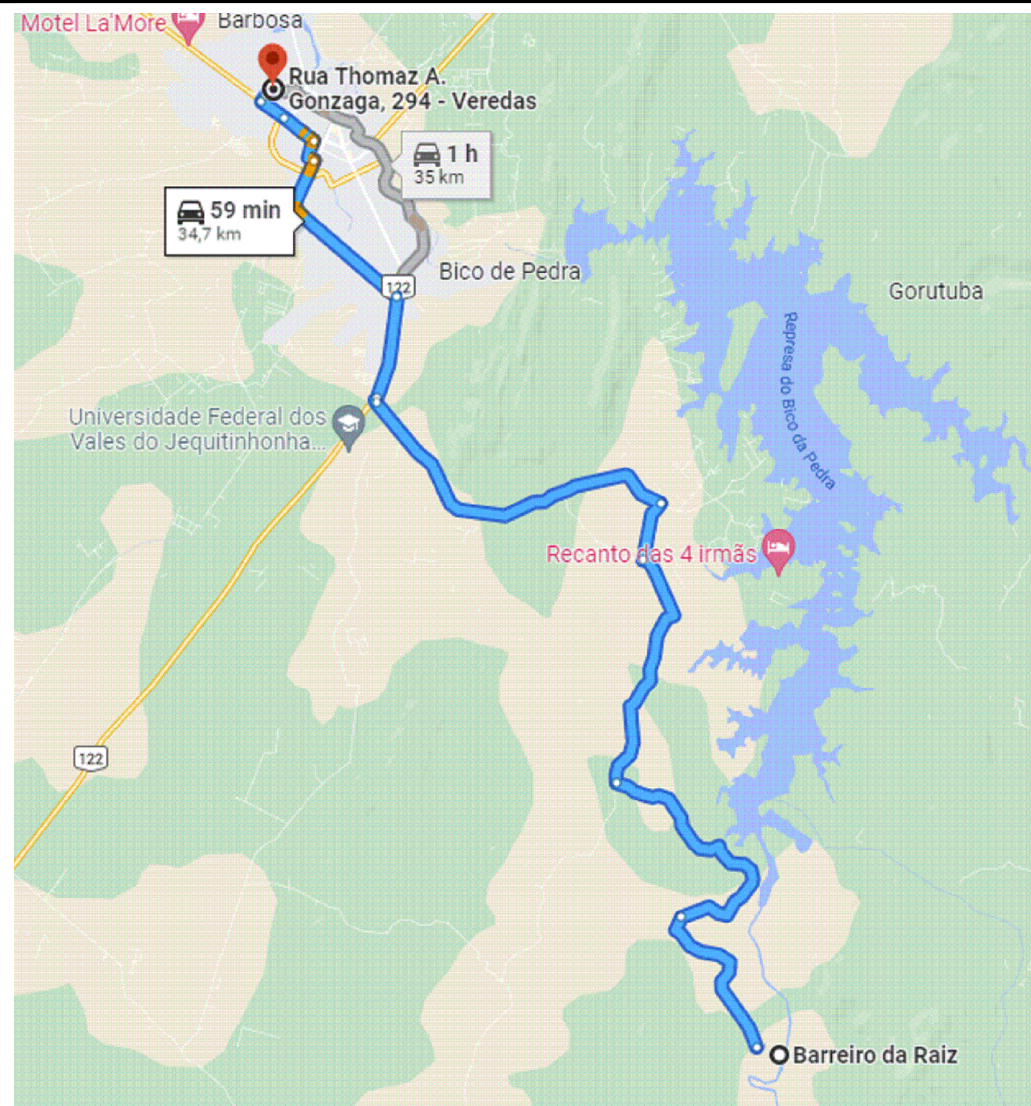 Motel La'More
Barbosa
Rua Thomaz A.
Gonzaga, 294 - Veredas
1 h
35 km
59 min
34,7 km
122
Bico de Pedra
Gorutuba
Represa do Bico da Pedra
Universidade Federal dos
Vales do Jequitinhonha...
Recanto das 4 irmãs
122
Barreiro da Raiz